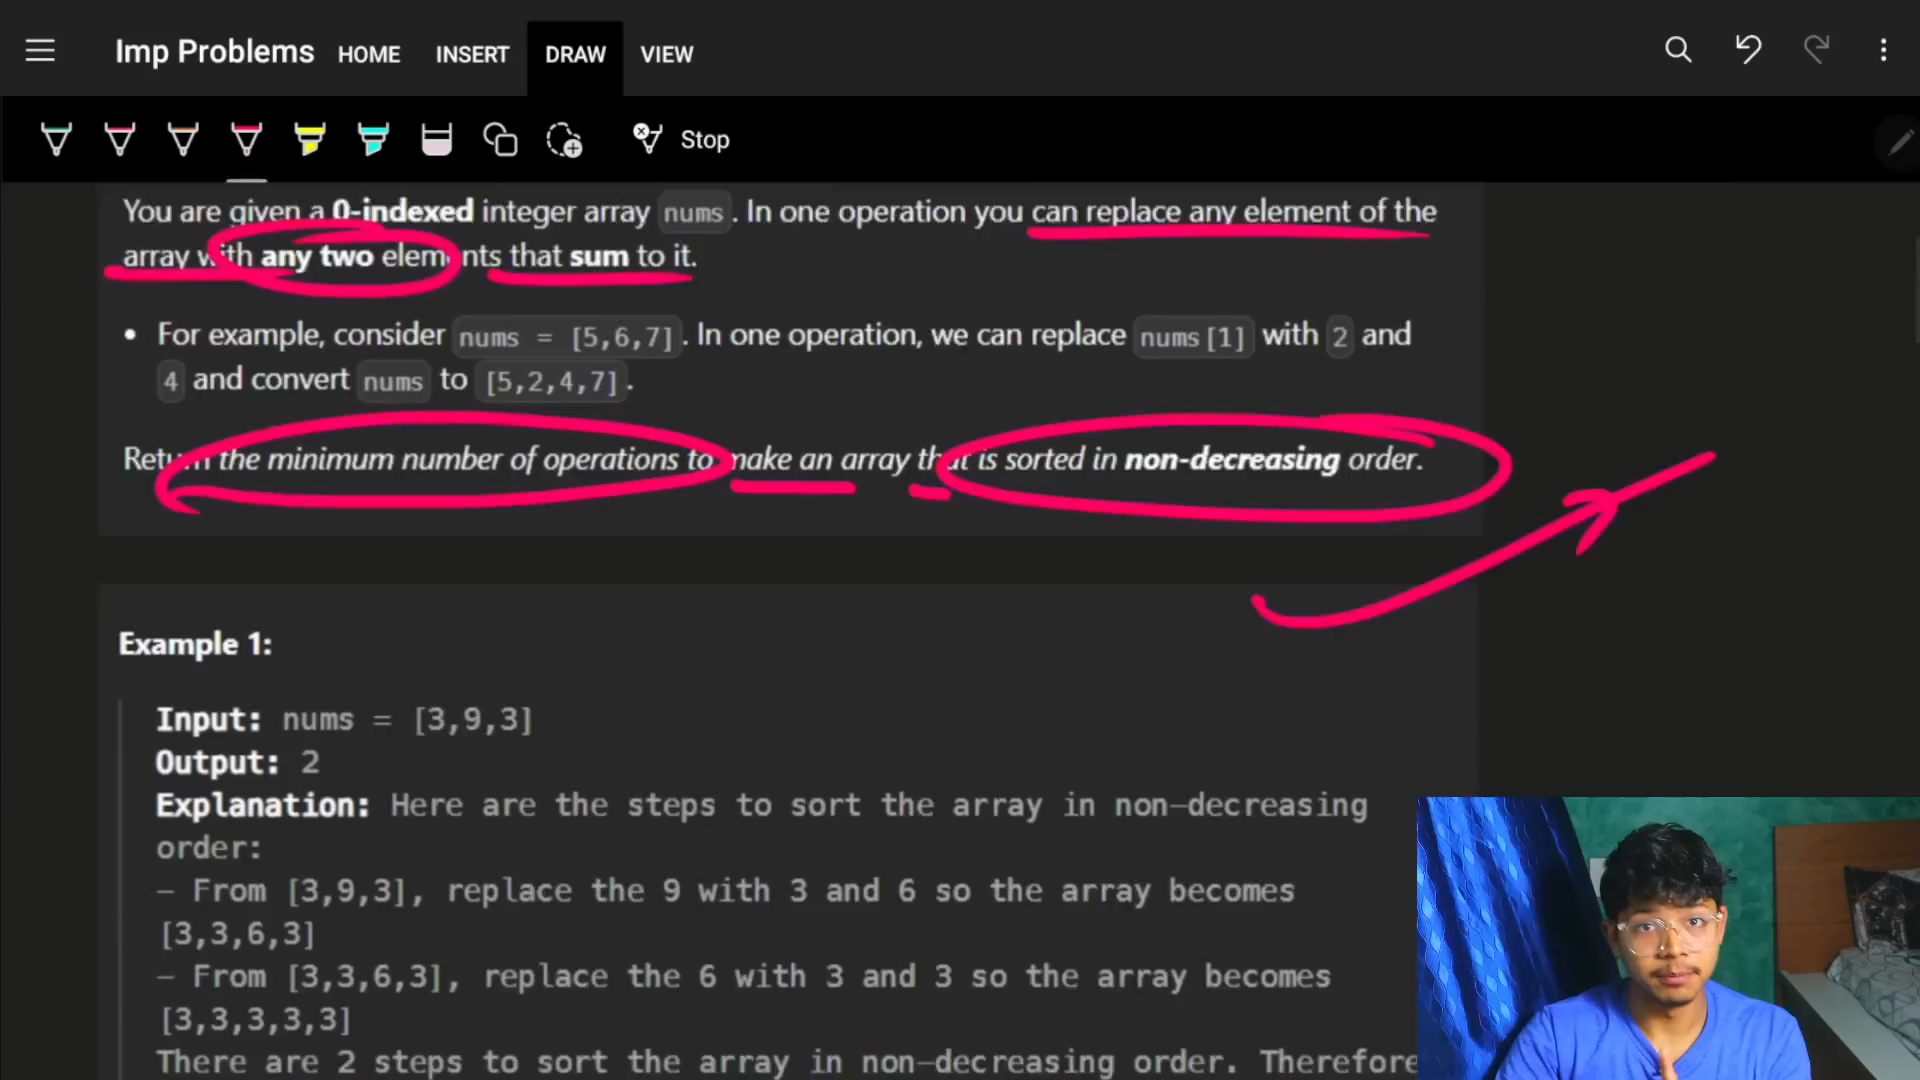 Imp Problems HOME INSERT DRAW VIEW
Stop
You are given a 0-indexed integer array nums. In one operation you can replace any element of the
array with any two elements that sum to it.
• For example, consider nums = [5,6,7]. In one operation, we can replace nums[1] with 2 and
4 and convert nums to [5,2,4,7].
Return the minimum number of operations to make an array that is sorted in non-decreasing order.
Example 1:
Input: nums = [3,9,3]
Output: 2
Explanation: Here are the steps to sort the array in non-decreasing
order:
- From [3,9,3], replace the 9 with 3 and 6 so the array becomes
[3,3,6,3]
- From [3,3,6,3], replace the 6 with 3 and 3 so the array becomes
[3,3,3,3,3]
There are 2 steps to sort the array in non-decreasing order. Therefore